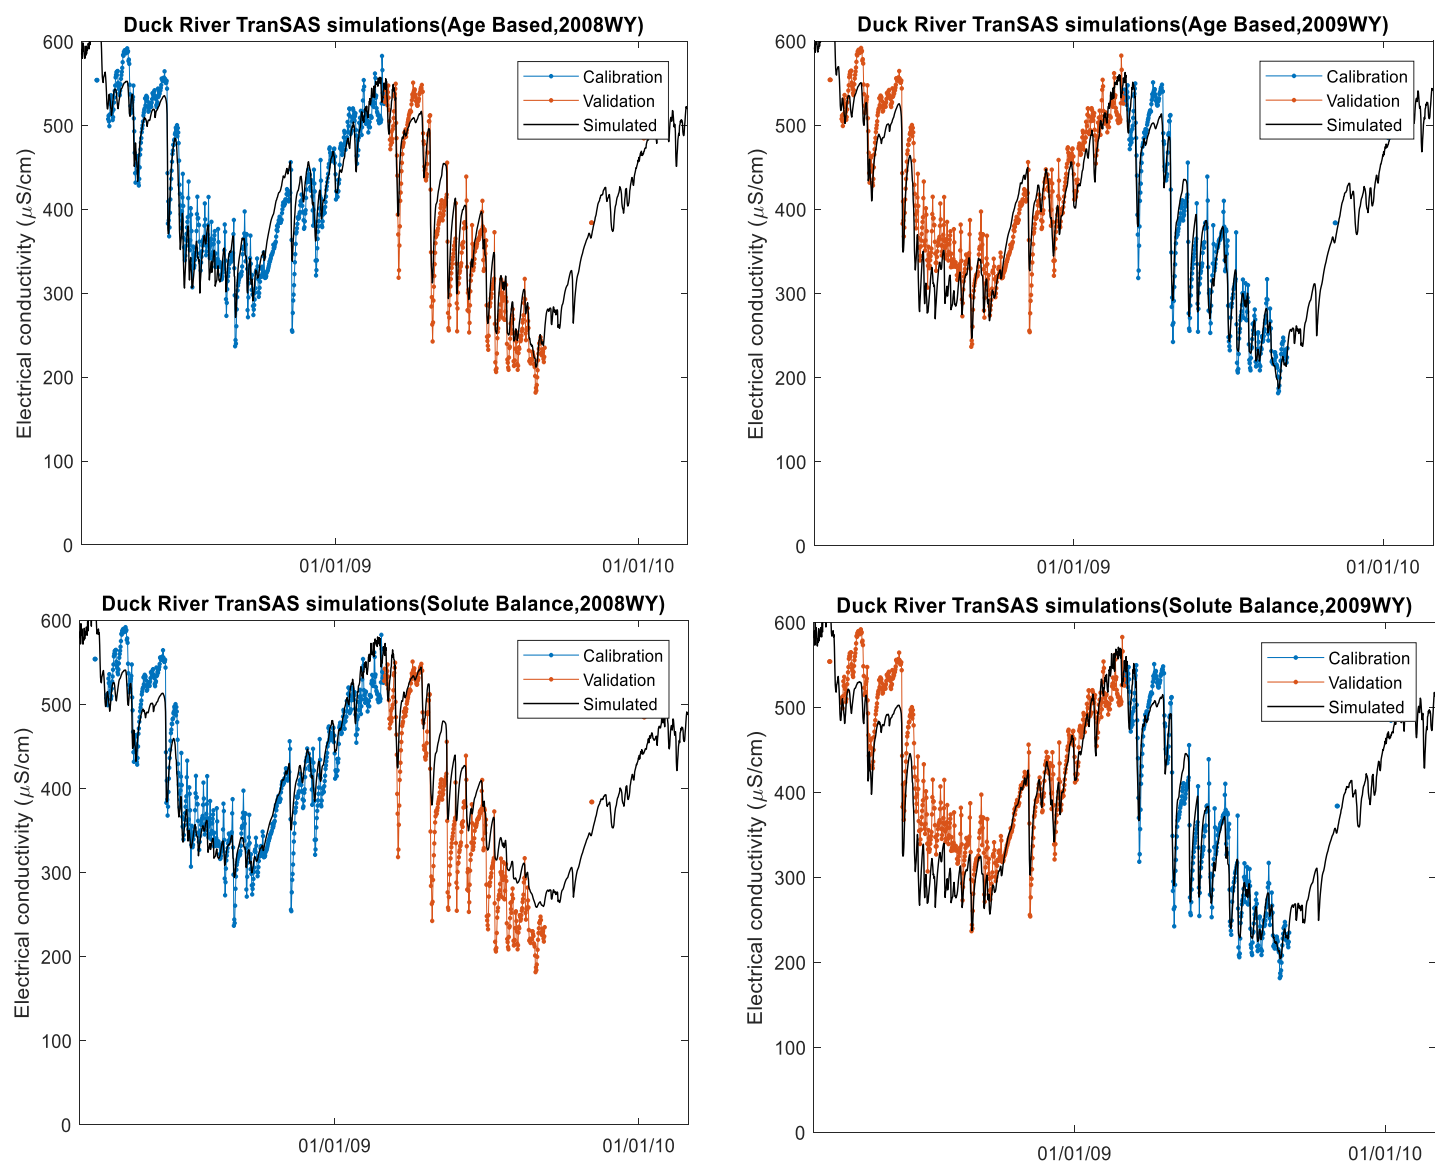 Duck River TranSAS simulations(Age Based,2008WY)
600
500
400
300
200
100
0
Electrical conductivity (μS/cm)
01/01/09
01/01/10
Calibration
Validation
Simulated
Duck River TranSAS simulations(Age Based,2009WY)
600
500
400
300
200
100
0
Electrical conductivity (μS/cm)
01/01/09
01/01/10
Calibration
Validation
Simulated
Duck River TranSAS simulations(Solute Balance,2008WY)
600
500
400
300
200
100
0
Electrical conductivity (μS/cm)
01/01/09
01/01/10
Calibration
Validation
Simulated
Duck River TranSAS simulations(Solute Balance,2009WY)
600
500
400
300
200
100
0
Electrical conductivity (μS/cm)
01/01/09
01/01/10
Calibration
Validation
Simulated